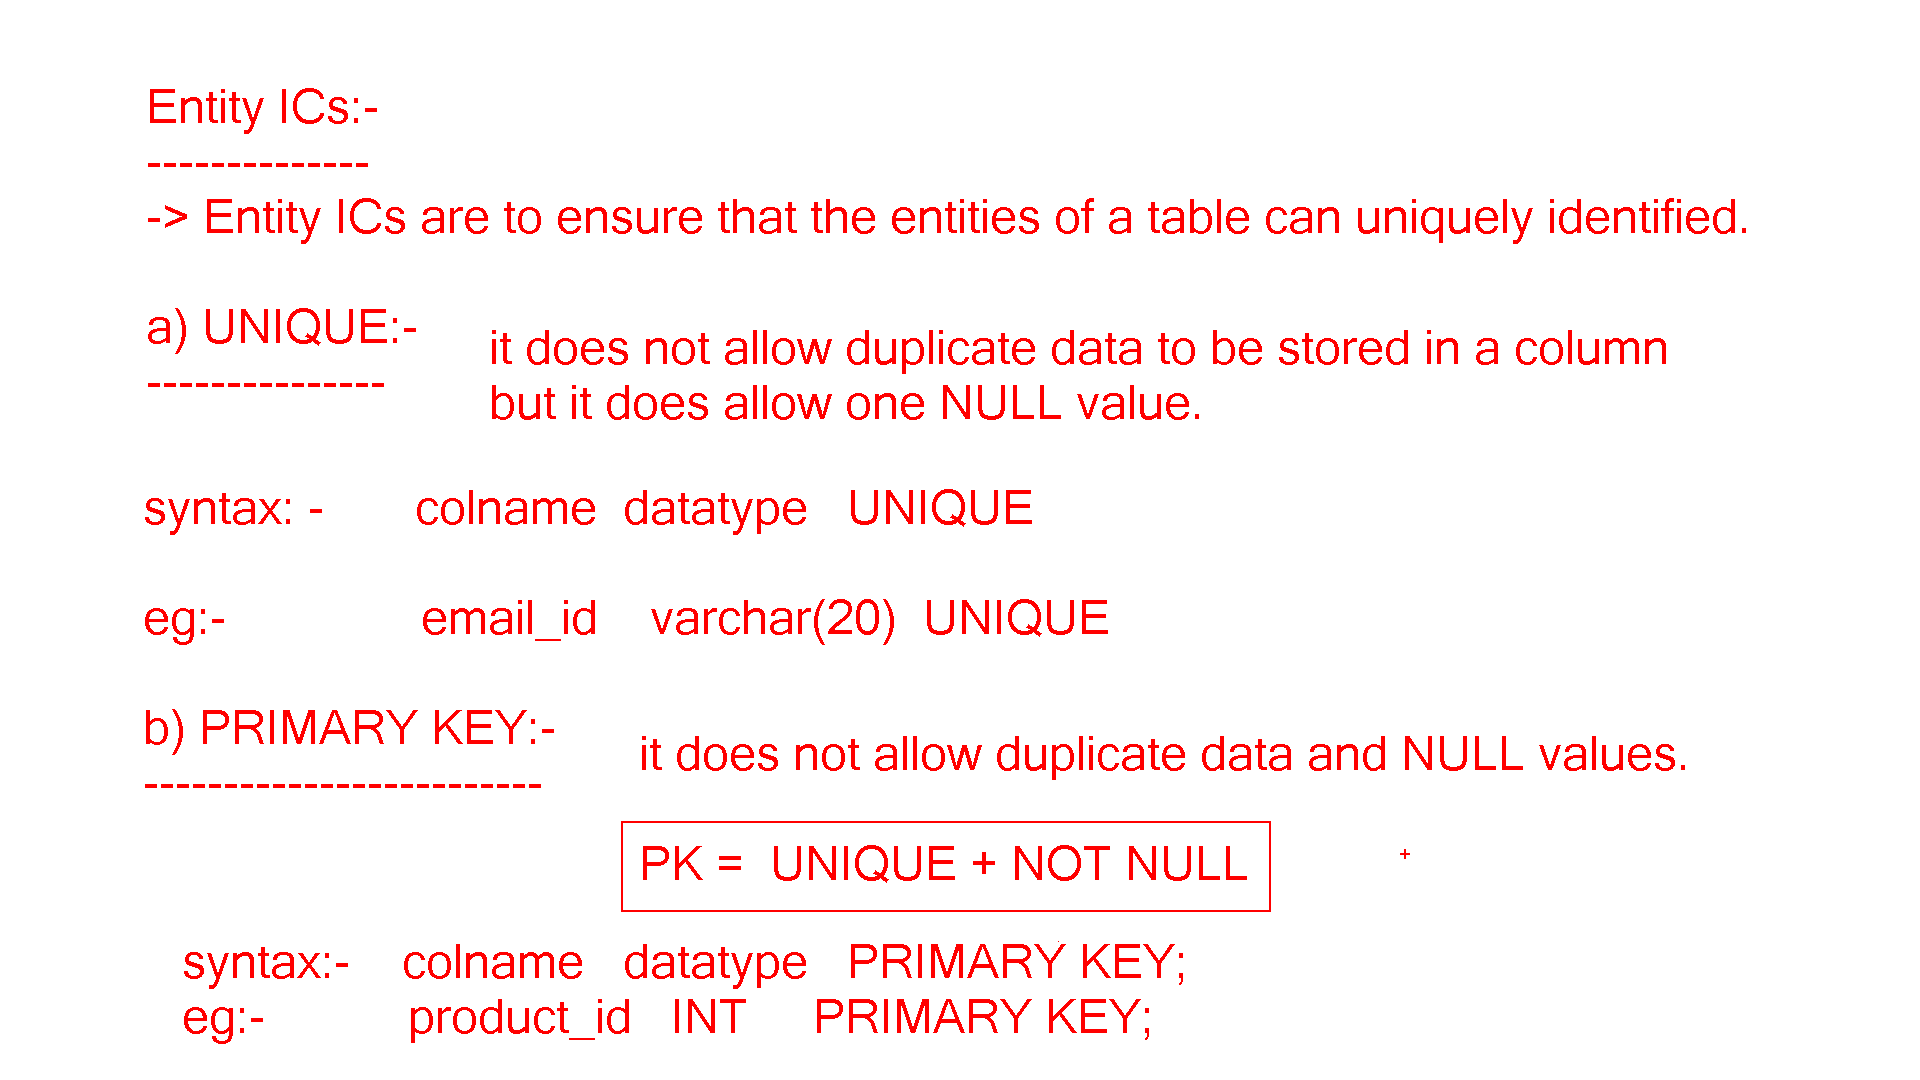 Entity ICs:-
--------------
-> Entity ICs are to ensure that the entities of a table can uniquely identified.
a) UNIQUE:-
---------------
it does not allow duplicate data to be stored in a column
but it does allow one NULL value.
syntax: - colname datatype UNIQUE
eg:- email_id varchar(20) UNIQUE
b) PRIMARY KEY:-
-------------------------
it does not allow duplicate data and NULL values.
PK = UNIQUE + NOT NULL
syntax:- colname datatype PRIMARY KEY;
eg:- product_id INT PRIMARY KEY;